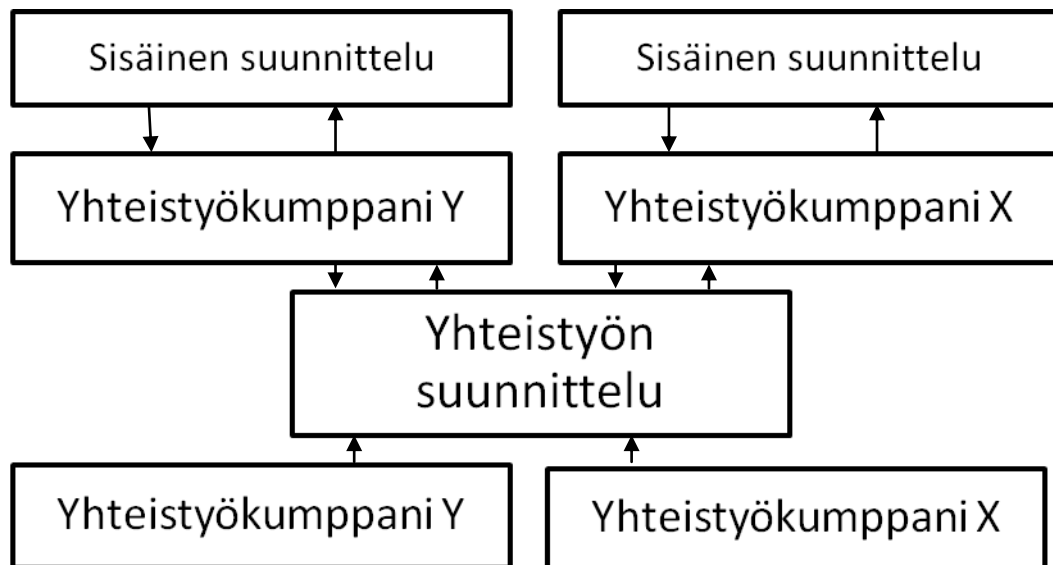 Sisäinen suunnittelu
Sisäinen suunnittelu
Yhteistyökumppani Y
Yhteistyökumppani X
Yhteistyön
suunnittelu
Yhteistyökumppani Y
Yhteistyökumppani X